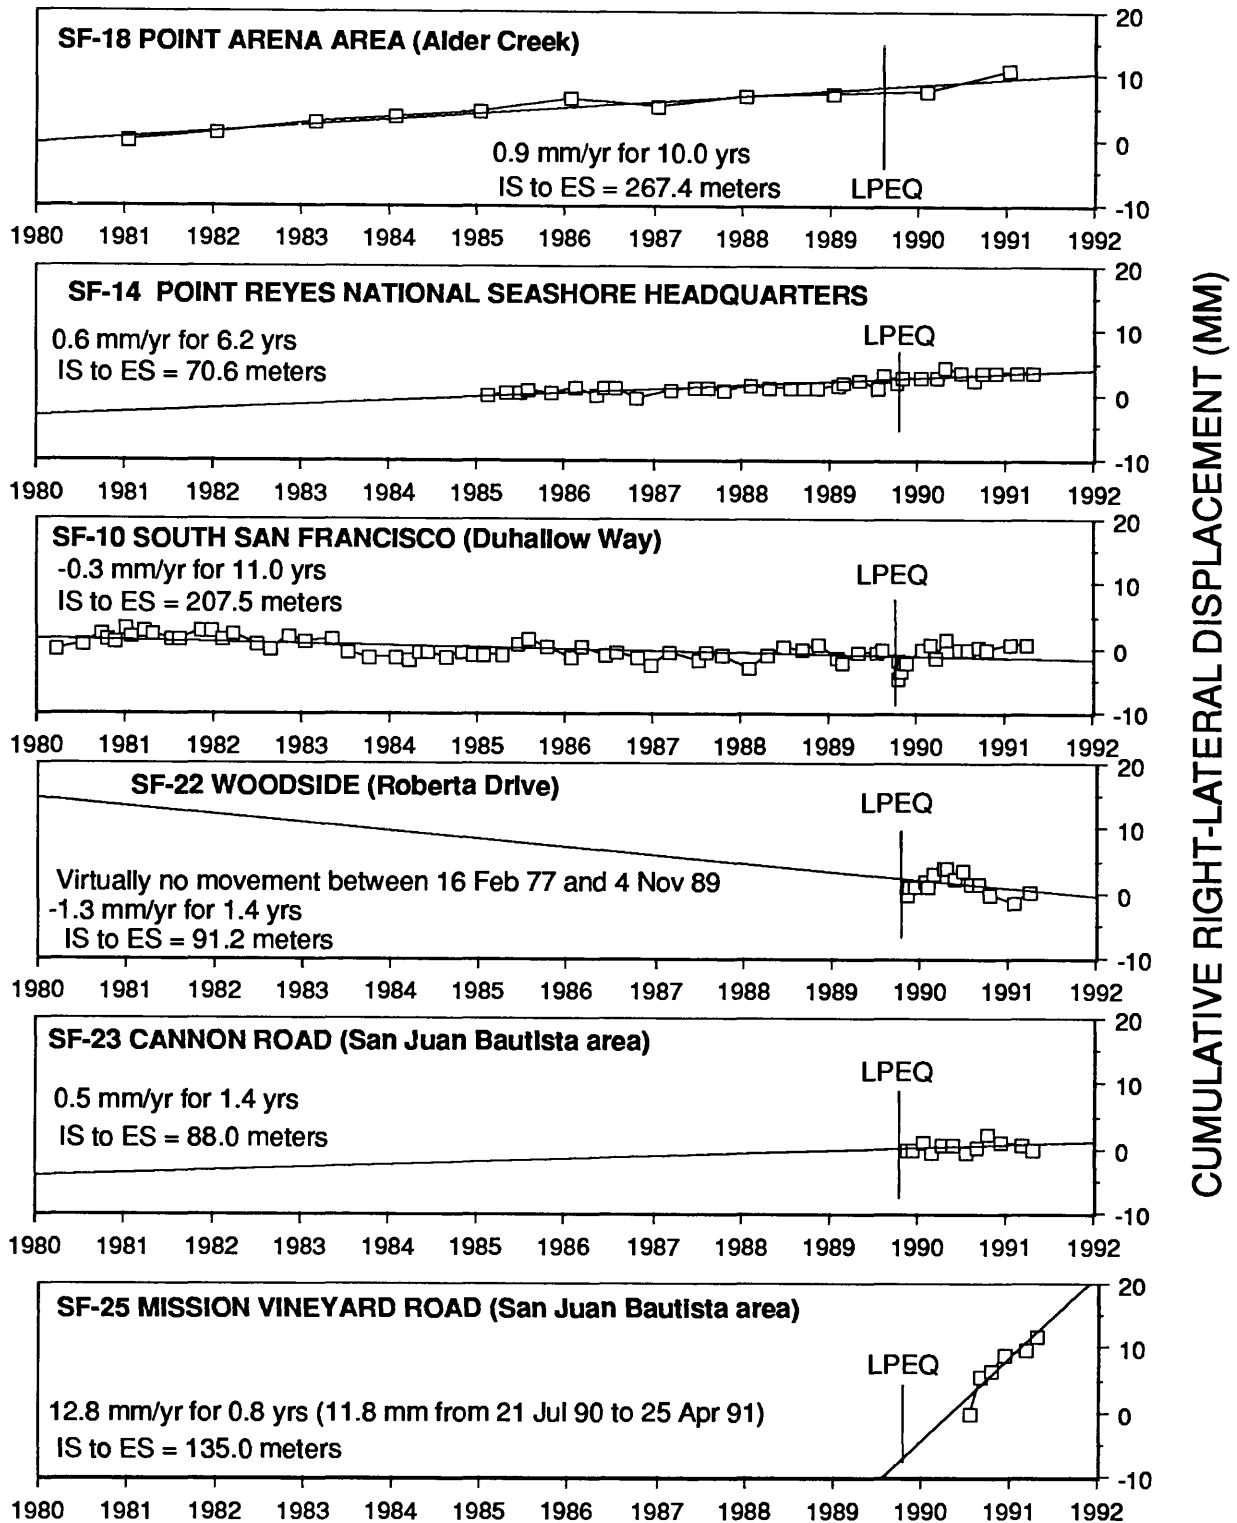 SF-18 POINT ARENA AREA (Alder Creek)
0.9 mm/yr for 10.0 yrs
IS to ES = 267.4 meters
LPEQ
20
10
0
-10
1980 1981 1982 1983 1984 1985 1986 1987 1988 1989 1990 1991 1992
SF-14 POINT REYES NATIONAL SEASHORE HEADQUARTERS
0.6 mm/yr for 6.2 yrs
IS to ES = 70.6 meters
LPEQ
20
10
0
-10
1980 1981 1982 1983 1984 1985 1986 1987 1988 1989 1990 1991 1992
SF-10 SOUTH SAN FRANCISCO (Duhallow Way)
-0.3 mm/yr for 11.0 yrs
IS to ES = 207.5 meters
LPEQ
20
10
0
-10
1980 1981 1982 1983 1984 1985 1986 1987 1988 1989 1990 1991 1992
SF-22 WOODSIDE (Roberta Drive)
LPEQ
Virtually no movement between 16 Feb 77 and 4 Nov 89
-1.3 mm/yr for 1.4 yrs
IS to ES = 91.2 meters
20
10
0
-10
1980 1981 1982 1983 1984 1985 1986 1987 1988 1989 1990 1991 1992
SF-23 CANNON ROAD (San Juan Bautista area)
0.5 mm/yr for 1.4 yrs
IS to ES = 88.0 meters
LPEQ
20
10
0
-10
1980 1981 1982 1983 1984 1985 1986 1987 1988 1989 1990 1991 1992
SF-25 MISSION VINEYARD ROAD (San Juan Bautista area)
LPEQ
12.8 mm/yr for 0.8 yrs (11.8 mm from 21 Jul 90 to 25 Apr 91)
IS to ES = 135.0 meters
20
10
0
-10
1980 1981 1982 1983 1984 1985 1986 1987 1988 1989 1990 1991 1992
CUMULATIVE RIGHT-LATERAL DISPLACEMENT (MM)